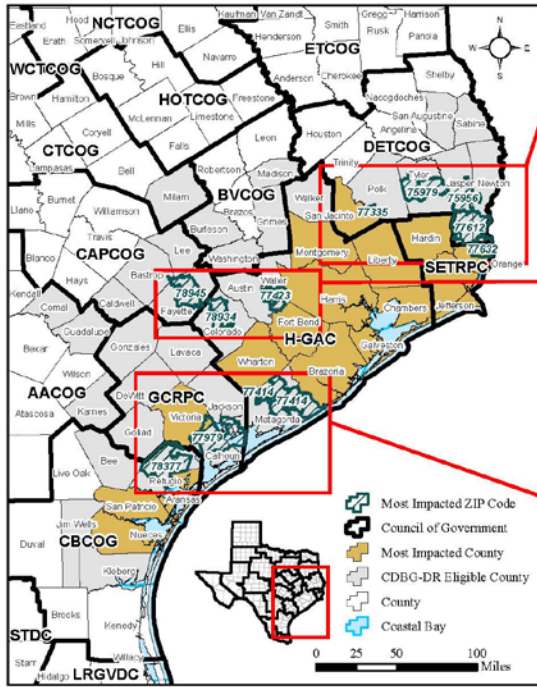 NCTCOG
Hood
Johnson
Ellis
Kaufman
Van Zandt
Smith
Gregg
Harrison
Eastland
Erath
Somervell
Henderson
Rusk
Panola
ETCOG
Navarro
Hill
Bosque
WCTCOG
Anderson
Cherokee
Shelby
Brown
Hamilton
HOTCOG
Freestone
Nacogdoches
Mills
McLennan
Limestone
Leon
Houston
San Augustine
Angelina
Sabine
Coryell
CTCOG
Falls
DETCOG
Lampasas
Bell
Robertson
Madison
Trinity
Tyler
Jasper
Newton
Milam
BVCOG
Walker
Polk
75979
75956
Llano
Burnet
Williamson
Brazos
Grimes
San Jacinto
77335
77612
Burleson
Travis
Montgomery
Hardin
77632
Blanco
CAPCOG
Lee
Washington
Liberty
SETRPC
Orange
Hays
Bastrop
Austin
Waller
Harris
Chambers
Jefferson
Kendall
78945
77423
Comal
Caldwell
Fayette
78934
Colorado
Fort Bend
Galveston
Guadalupe
H-GAC
Bexar
Gonzales
Lavaca
Wharton
Brazoria
Wilson
AACOG
DeWitt
GCRPC
77414
Karnes
Jackson
77414
Atascosa
Victoria
Matagorda
Goliad
77979
Calhoun
Bee
78377
Live Oak
Refugio
Aransas
San Patricio
Jim Wells
Nueces
Duval
CBCOG
Kleberg
Brooks
Kenedy
STDC
Starr
Hidalgo
Willacy
LRGVDC
N
W
E
S
Most Impacted ZIP Code
Council of Government
Most Impacted County
CDBG-DR Eligible County
County
Coastal Bay
0
25
50
100
Miles